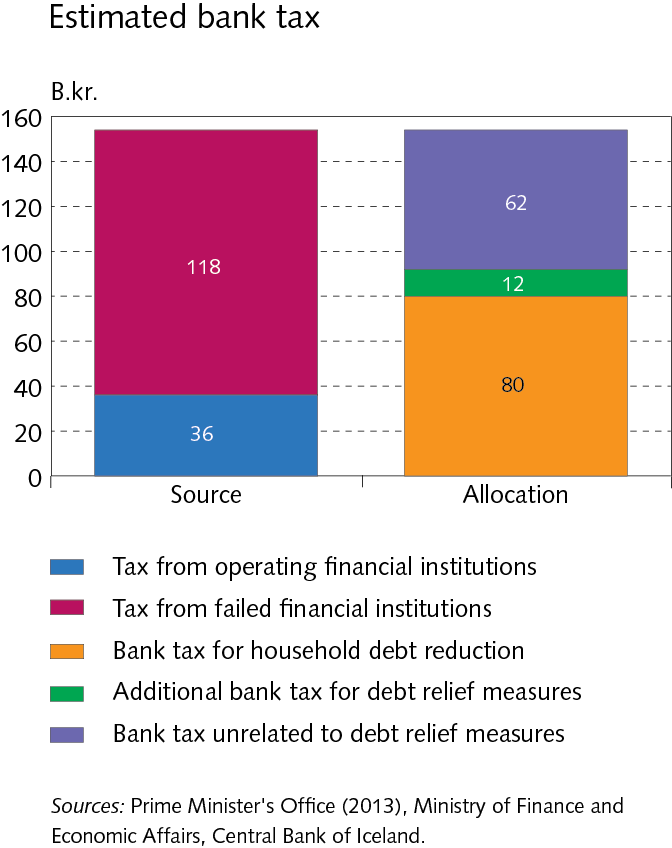 Estimated bank tax
B.kr.
160
140
120
100
80
60
40
20
0
118
36
62
12
80
Source
Allocation
Tax from operating financial institutions
Tax from failed financial institutions
Bank tax for household debt reduction
Additional bank tax for debt relief measures
Bank tax unrelated to debt relief measures
Sources: Prime Minister's Office (2013), Ministry of Finance and
Economic Affairs, Central Bank of Iceland.